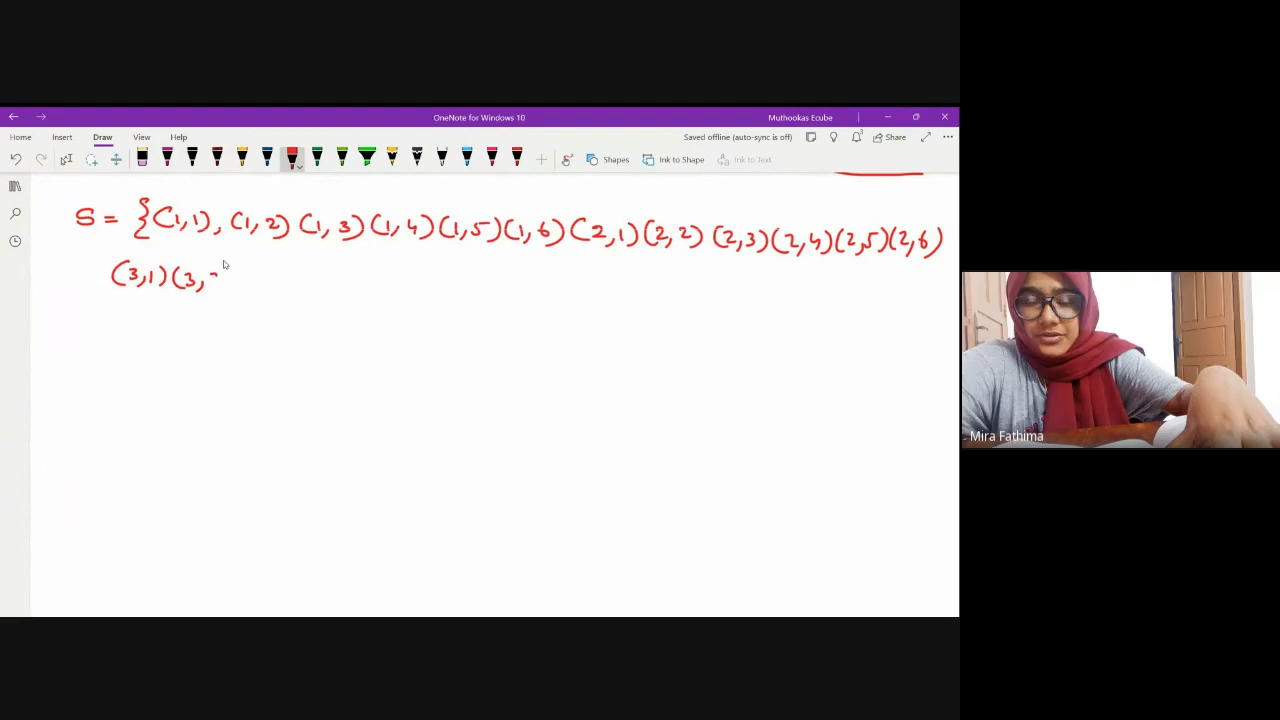 OneNote for Windows 10
Muthookas Ecube
Home Insert Draw View Help
Saved offline (auto-sync is off)
Share
Shapes
Ink to Shape
Ink to Text
S = {(1,1), (1,2) (1,3) (1,4) (1,5) (1,6) (2,1) (2,2) (2,3) (2,4) (2,5) (2,6)
(3,1) (3,
Mira Fathima